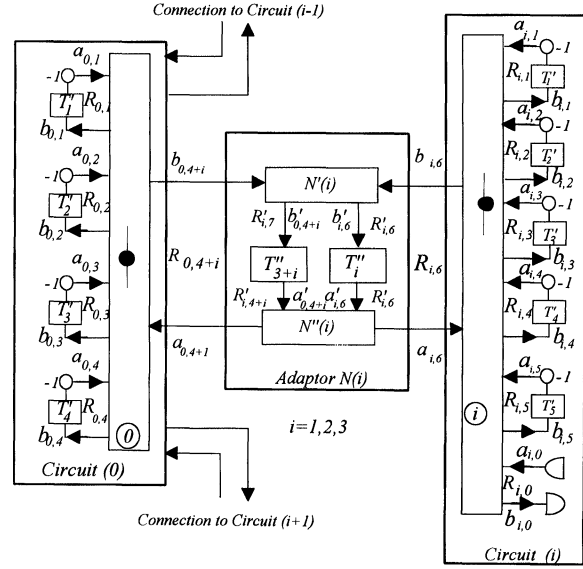 Connection to Circuit (i-1)
a0,1
-1
T'1
R0,1
b0,1
a0,2
-1
T'2
R0,2
b0,2
a0,3
-1
T'3
R0,3
b0,3
a0,4
-1
T'4
R0,4
b0,4
0
Circuit (0)
b0,4+i
R0,4+i
a0,4+1
N'(i)
R'i,7 b'0,4+i b'i,6 R'i,6
T''3+i T''i
R'i,4+i a'0,4+i a'i,6 R'i,6
N''(i)
Adaptor N(i)
i=1,2,3
Connection to Circuit (i+1)
bi,6
Ri,6
ai,6
ai,1
-1
Ri,1
T'1
bi,1
ai,2
-1
Ri,2
T'2
bi,2
ai,3
-1
Ri,3
T'3
bi,3
ai,4
-1
Ri,4
T'4
bi,4
ai,5
-1
Ri,5
T'5
bi,5
i
ai,0
Ri,0
bi,0
Circuit (i)